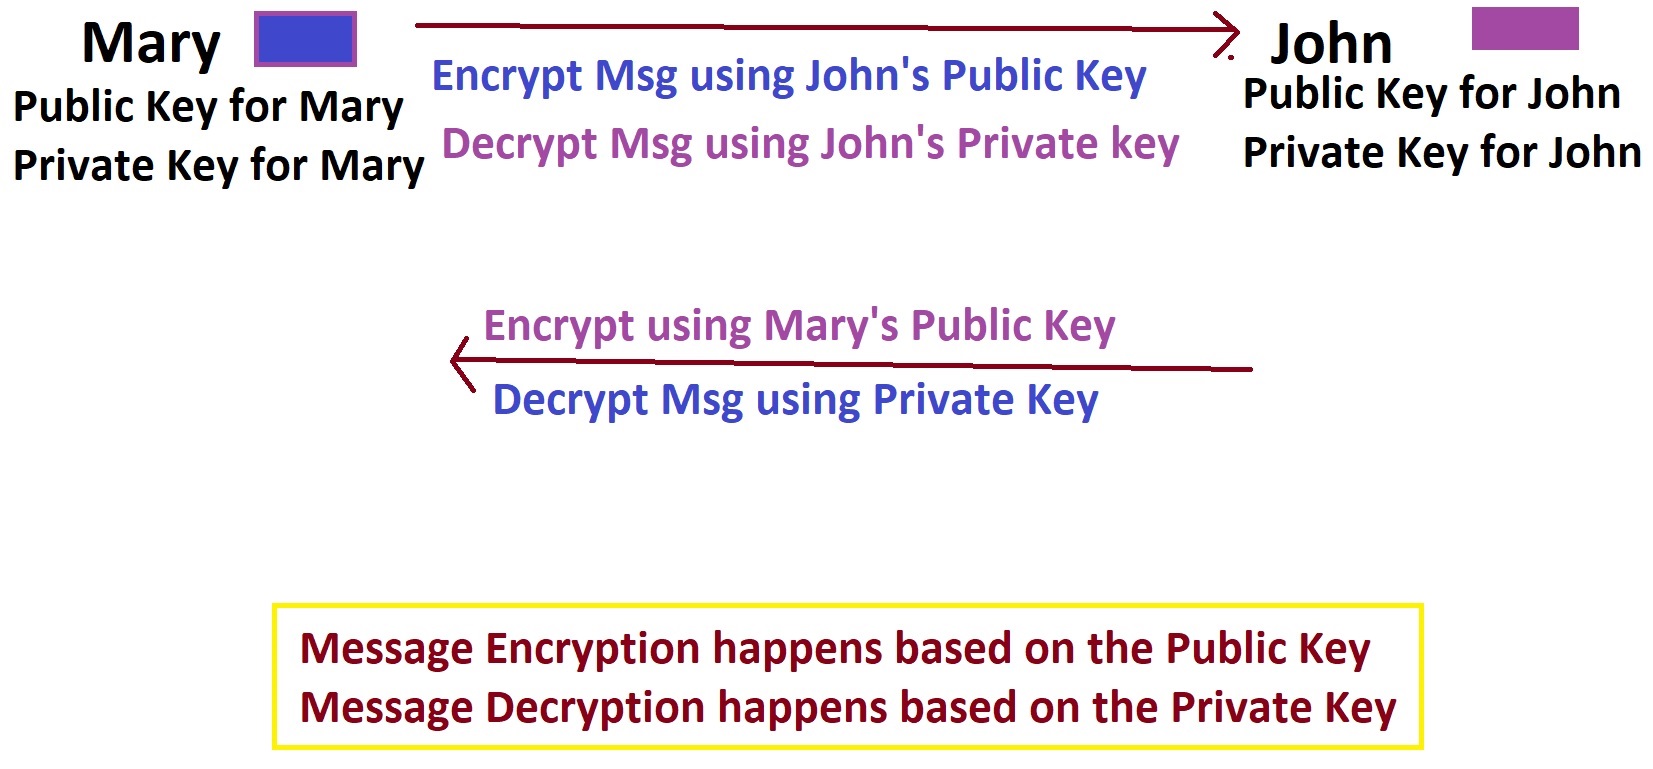 Mary
Public Key for Mary
Private Key for Mary
Encrypt Msg using John's Public Key
Decrypt Msg using John's Private key
John
Public Key for John
Private Key for John
Encrypt using Mary's Public Key
Decrypt Msg using Private Key
Message Encryption happens based on the Public Key
Message Decryption happens based on the Private Key